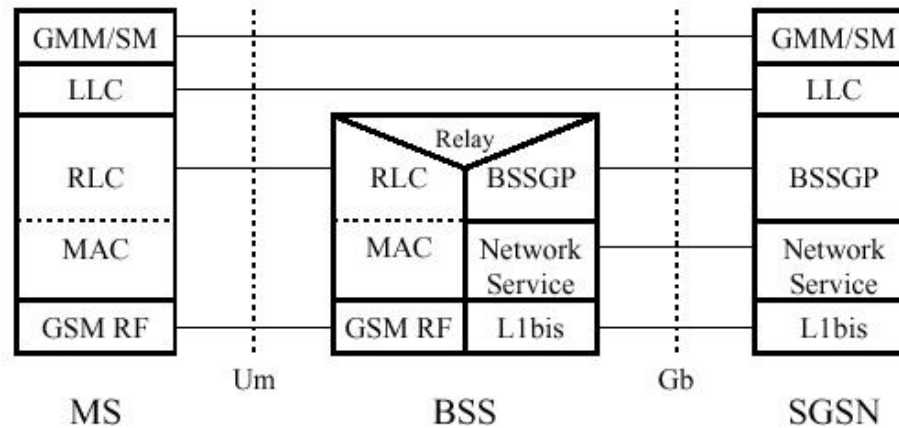 GMM/SM
LLC
RLC
MAC
GSM RF
MS
Um
Relay
RLC
BSSGP
MAC
Network
Service
GSM RF
L1bis
BSS
Gb
GMM/SM
LLC
BSSGP
Network
Service
L1bis
SGSN